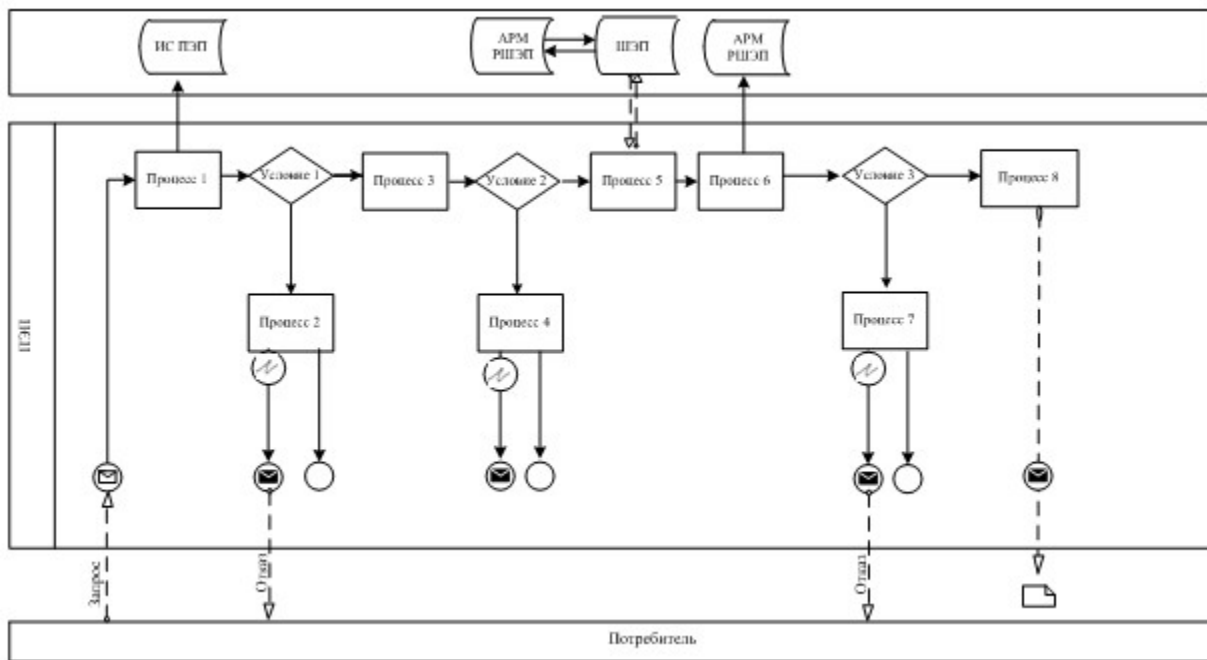 ИС ПЭП
АРМ
РШЭП
ШЭП
АРМ
РШЭП
Процесс 1
Условие 1
Процесс 3
Условие 2
Процесс 5
Процесс 6
Условие 3
Процесс 8
Процесс 2
Процесс 4
Процесс 7
ПЭП
Запрос
Отказ
Отказ
Потребитель